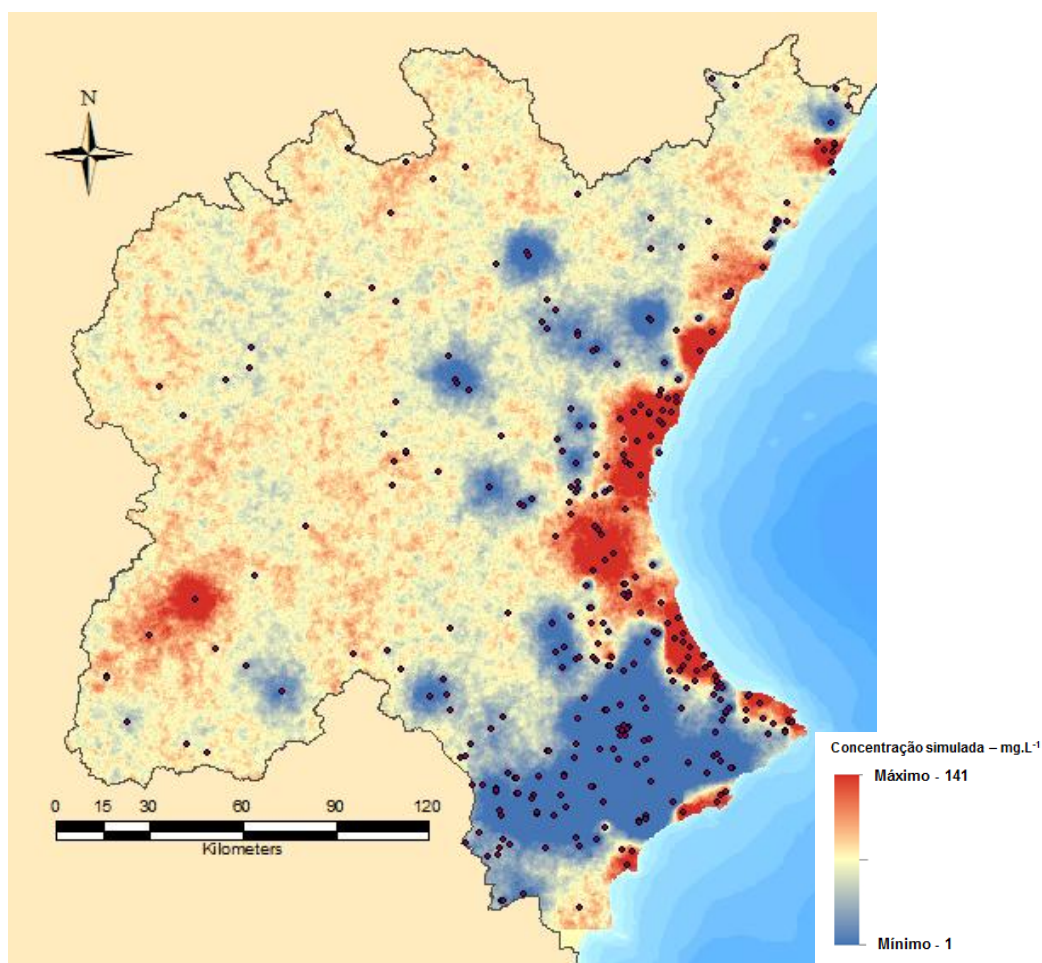 N
0 15 30 60 90 120
Kilometers
Concentração simulada – mg.L-1
Máximo - 141
Mínimo - 1